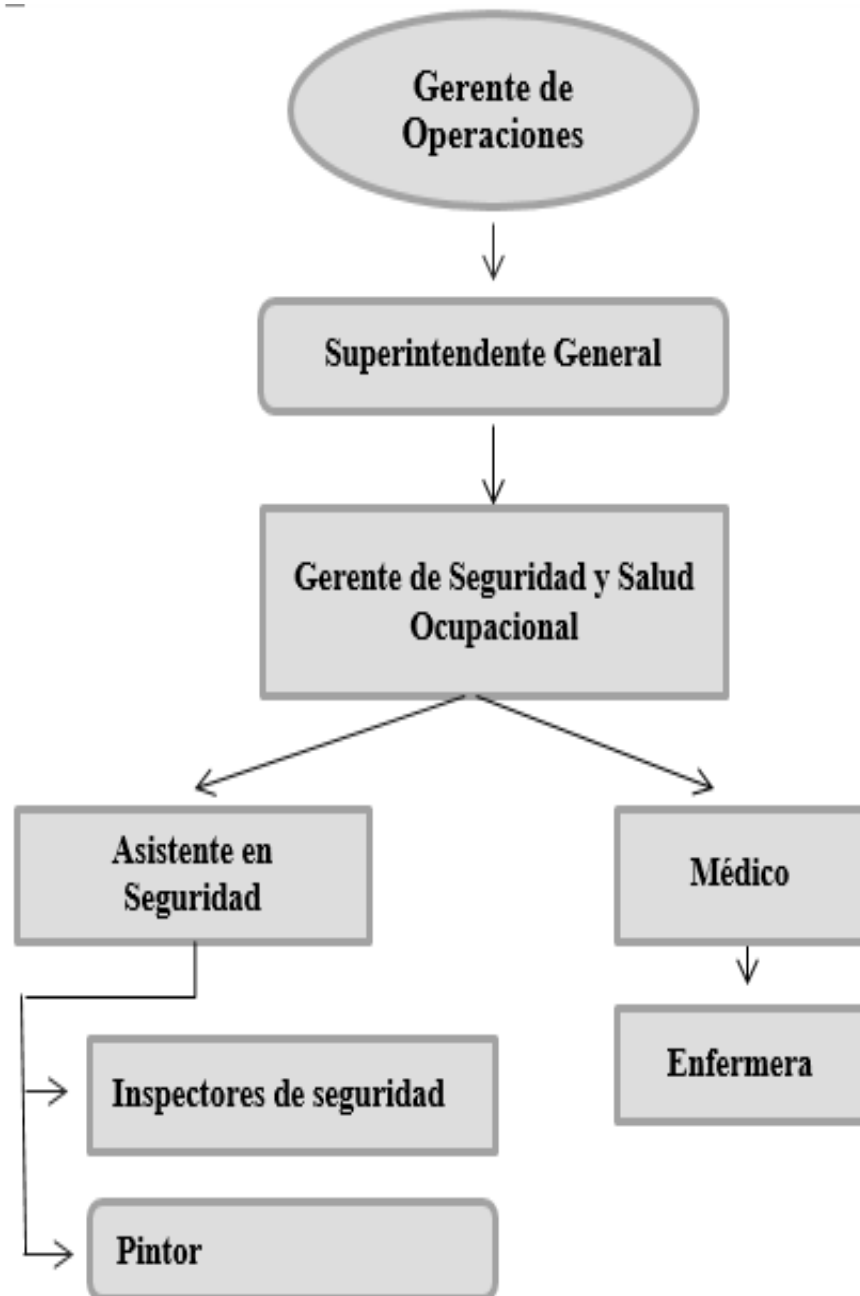 Gerente de
Operaciones
Superintendente General
Gerente de Seguridad y Salud
Ocupacional
Asistente en
Seguridad
Médico
Inspectores de seguridad
Enfermera
Pintor